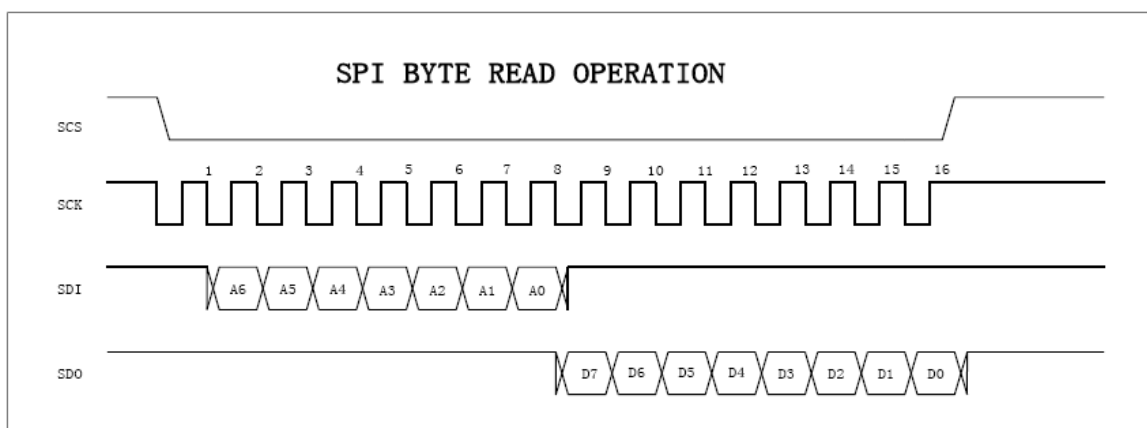 SPI BYTE READ OPERATION
SCS
1 2 3 4 5 6 7 8 9 10 11 12 13 14 15 16
SCK
SDI A6 A5 A4 A3 A2 A1 A0
SDO D7 D6 D5 D4 D3 D2 D1 D0